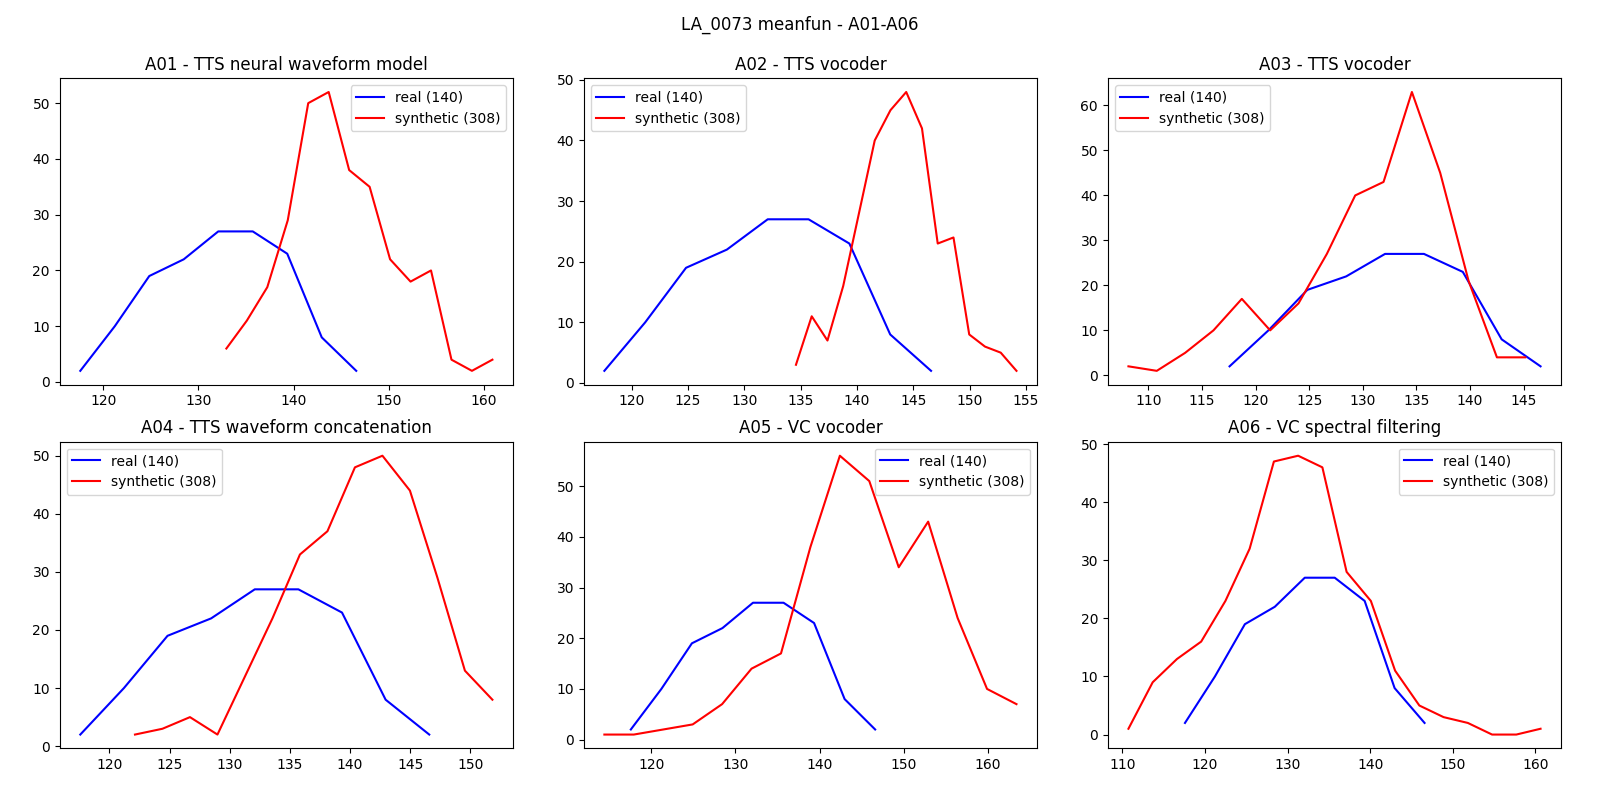 LA_0073 meanfun - A01-A06
A01 - TTS neural waveform model
real (140)
synthetic (308)
50
40
30
20
10
0
120 130 140 150 160
A02 - TTS vocoder
real (140)
synthetic (308)
50
40
30
20
10
0
120 125 130 135 140 145 150 155
A03 - TTS vocoder
real (140)
synthetic (308)
60
50
40
30
20
10
0
110 115 120 125 130 135 140 145
A04 - TTS waveform concatenation
real (140)
synthetic (308)
50
40
30
20
10
0
120 125 130 135 140 145 150
A05 - VC vocoder
real (140)
synthetic (308)
50
40
30
20
10
0
120 130 140 150 160
A06 - VC spectral filtering
real (140)
synthetic (308)
50
40
30
20
10
0
110 120 130 140 150 160